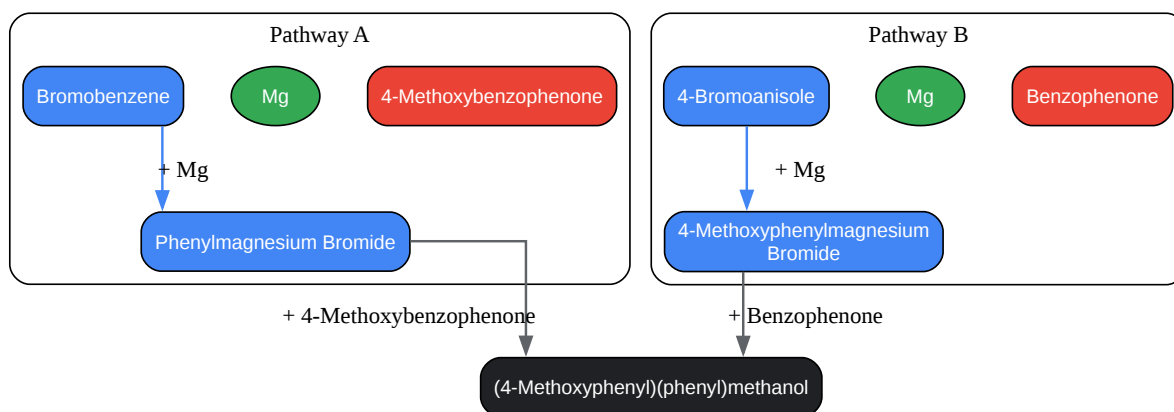 Pathway A
Bromobenzene
Mg
4-Methoxybenzophenone
+ Mg
Phenylmagnesium Bromide
+ 4-Methoxybenzophenone
Pathway B
4-Bromoanisole
Mg
Benzophenone
+ Mg
4-Methoxyphenylmagnesium
Bromide
+ Benzophenone
(4-Methoxyphenyl)(phenyl)methanol